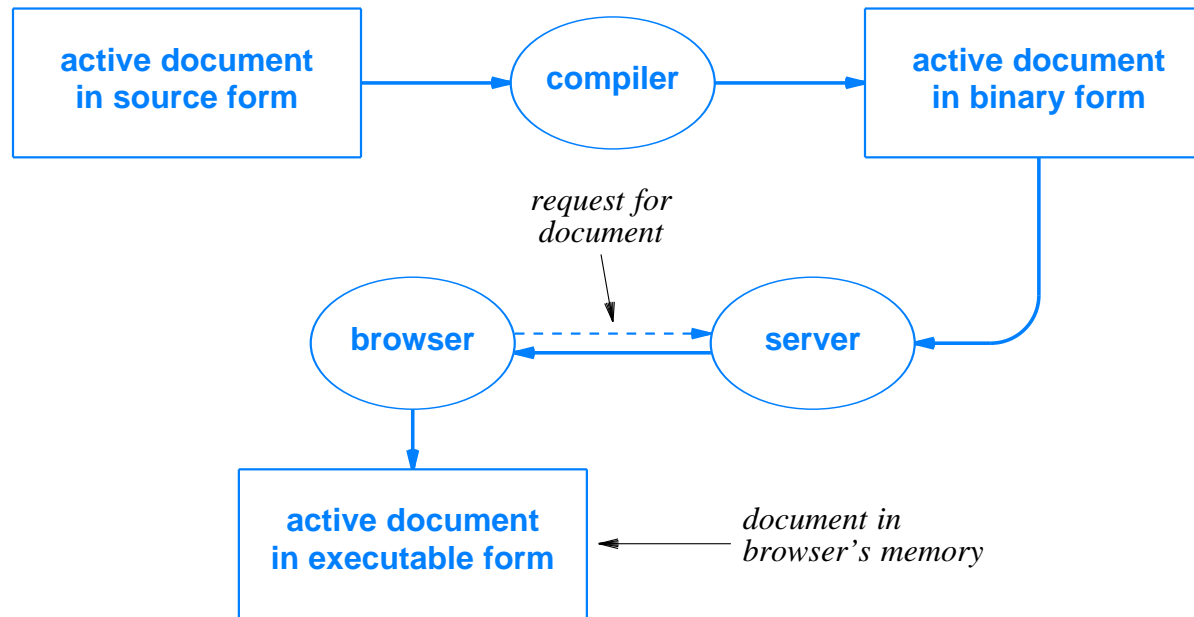 active document
in source form
compiler
active document
in binary form
request for
document
browser
server
active document
in executable form
document in
browser's memory